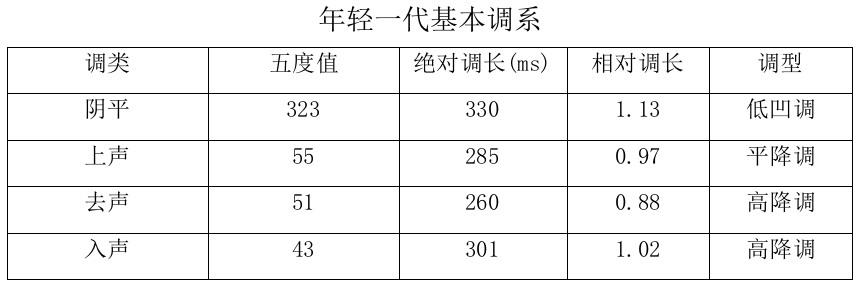 年轻一代基本调系
调类 五度值 绝对调长(ms) 相对调长 调型
阴平 323 330 1.13 低凹调
上声 55 285 0.97 平降调
去声 51 260 0.88 高降调
入声 43 301 1.02 高降调